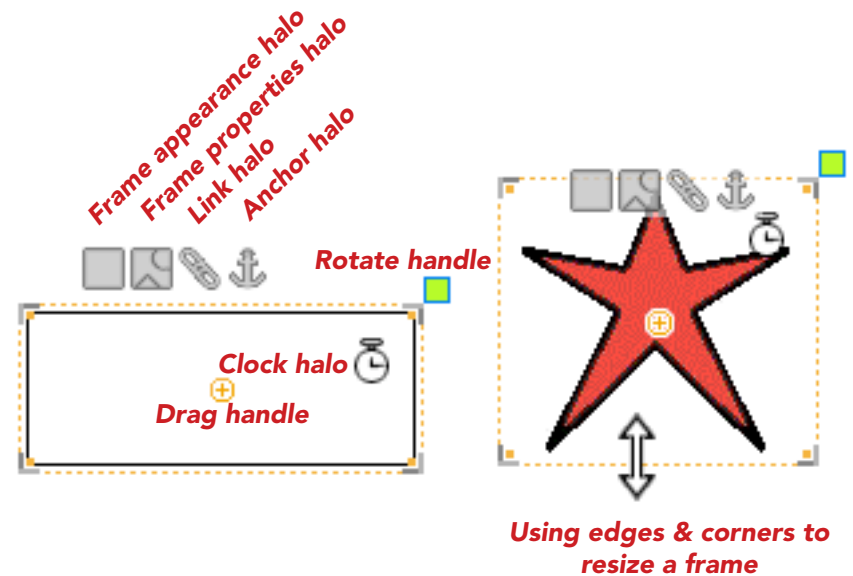 Frame appearance halo
Frame properties halo
Link halo
Anchor halo
Rotate handle
Clock halo
Drag handle
Using edges & corners to
resize a frame